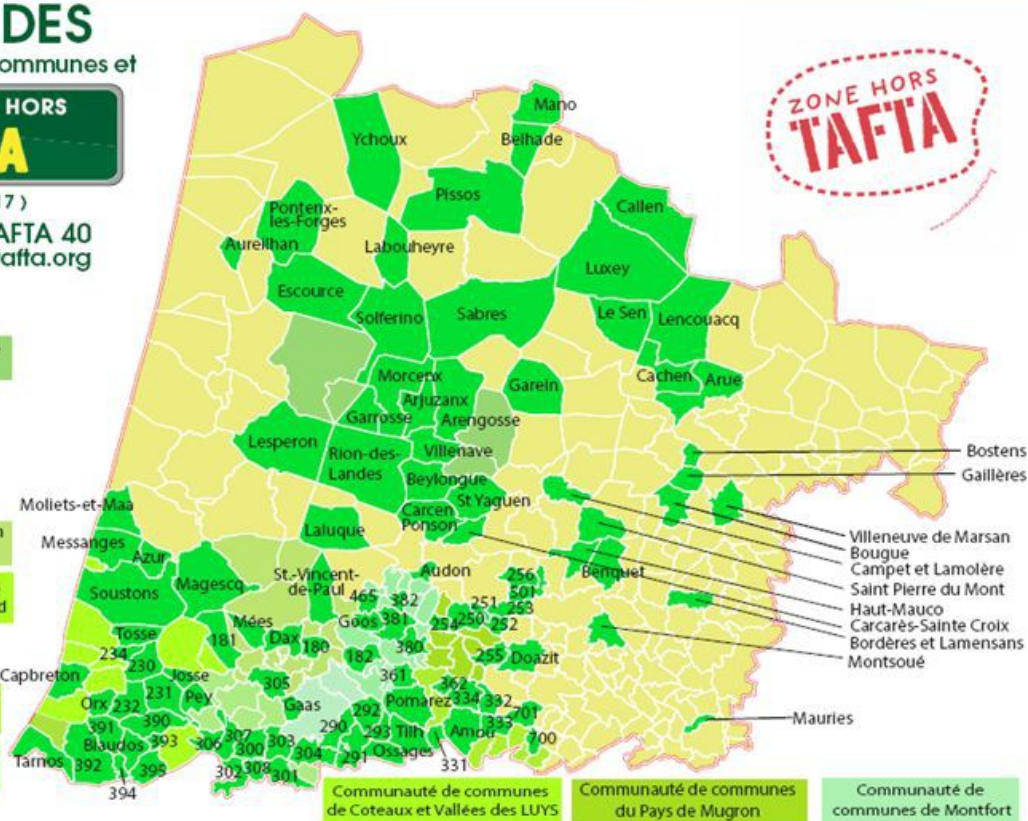 DES
ommunes et
HORS
A
17 )
AFTA 40
afta.org
ZONE HORS
TAFTA
Mano
Ychoux
Belhade
Pissos
Callen
Pontenx-
les-Forges
Aureilhan
Labouheyre
Luxey
Escource
Solferino
Sabres
Le Sen
Lencouacq
Morcenx
Garein
Cachen
Arue
Arjuzanx
Garrosse
Arengosse
Lesperon
Rion-des-
Landes
Villenave
Bostens
Beylongue
Gaillères
St Yaguen
Moliets-et-Maa
Carcen
Ponson
Laluque
Villeneuve de Marsan
Messanges
Bougue
Azur
Campet et Lamolère
Audon
256
Benquet
Saint Pierre du Mont
Soustons
Magescq
St.-Vincent-
de-Paul
465
382
501
251
253
Haut-Mauco
Carcarès-Sainte Croix
Bordères et Lamensans
Montsoué
Mées
Goos
381
254
250
252
Tosse
181
Dax
180
380
234
182
255
Doazit
Capbreton
230
Josse
361
305
362
231
Pey
Gaas
Pomarez
334
332
Orx
232
292
701
Mauries
391
390
290
293
Tilh
Amou
333
Blaudos
393
306
307
300
303
304
Ossages
700
Tarnos
392
395
302
308
301
291
331
394
Communauté de communes
de Coteaux et Vallées des LUYS
Communauté de communes
du Pays de Mugron
Communauté de
communes de Montfort